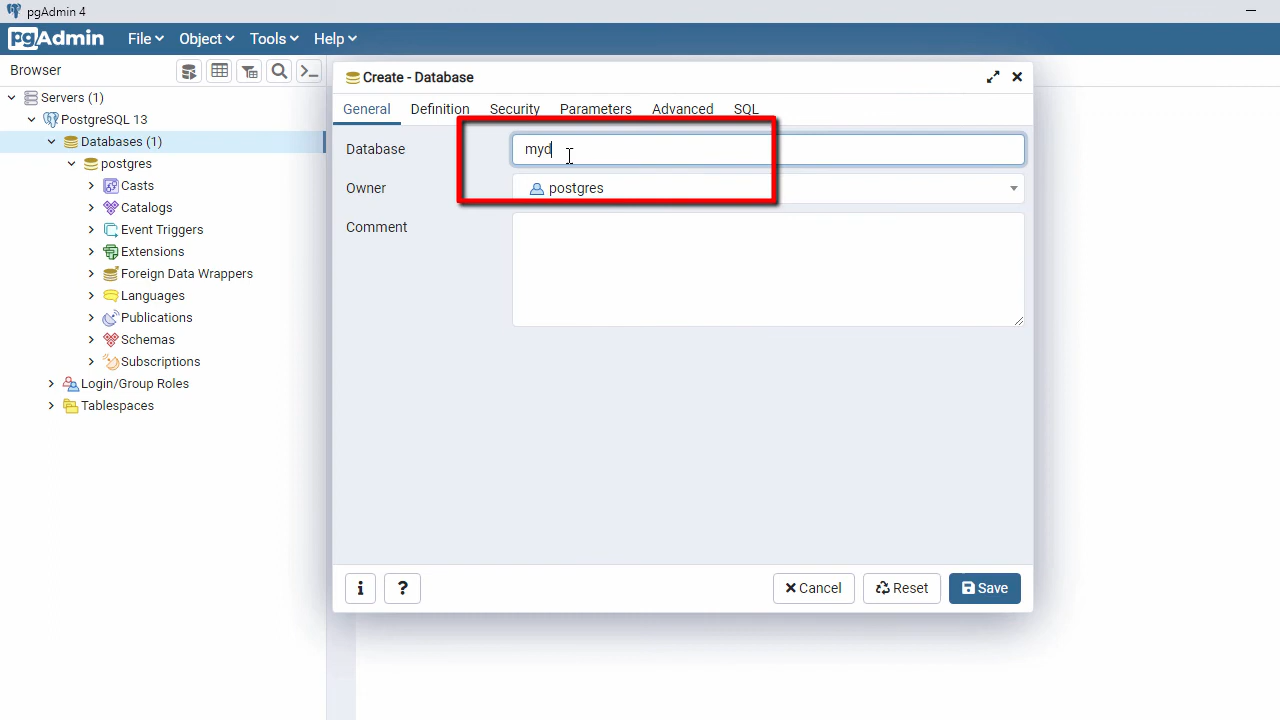 pgAdmin 4
pgAdmin File Object Tools Help
Browser
Servers (1)
PostgreSQL 13
Databases (1)
postgres
Casts
Catalogs
Event Triggers
Extensions
Foreign Data Wrappers
Languages
Publications
Schemas
Subscriptions
Login/Group Roles
Tablespaces
Create - Database
General Definition Security Parameters Advanced SQL
Database myd
Owner postgres
Comment
i ? Cancel Reset Save